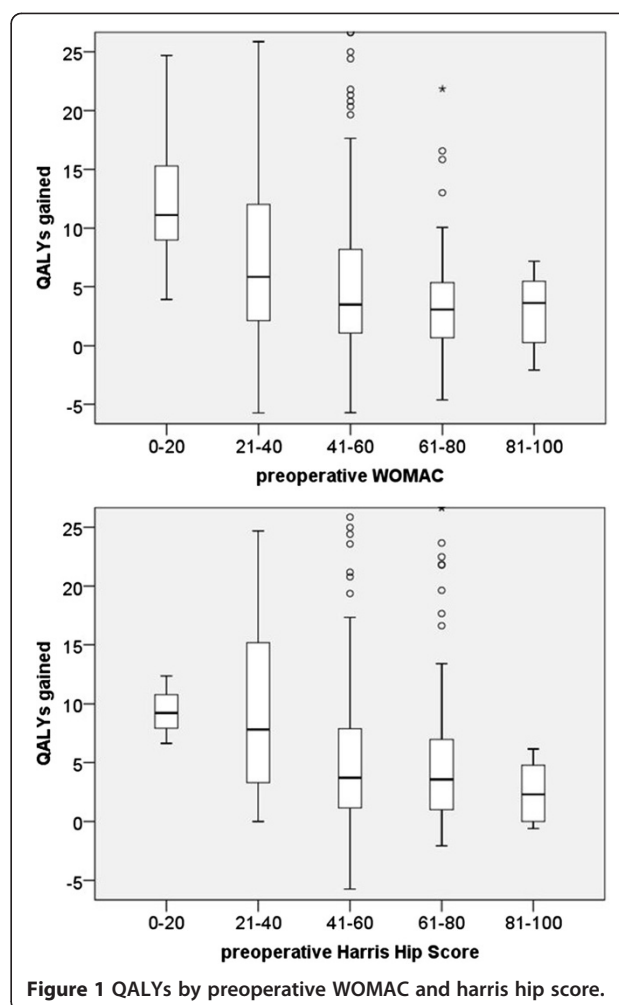 25
20
15
10
5
0
-5
QALYs gained
0-20 21-40 41-60 61-80 81-100
preoperative WOMAC
25
20
15
10
5
0
-5
QALYs gained
0-20 21-40 41-60 61-80 81-100
preoperative Harris Hip Score
Figure 1 QALYs by preoperative WOMAC and harris hip score.